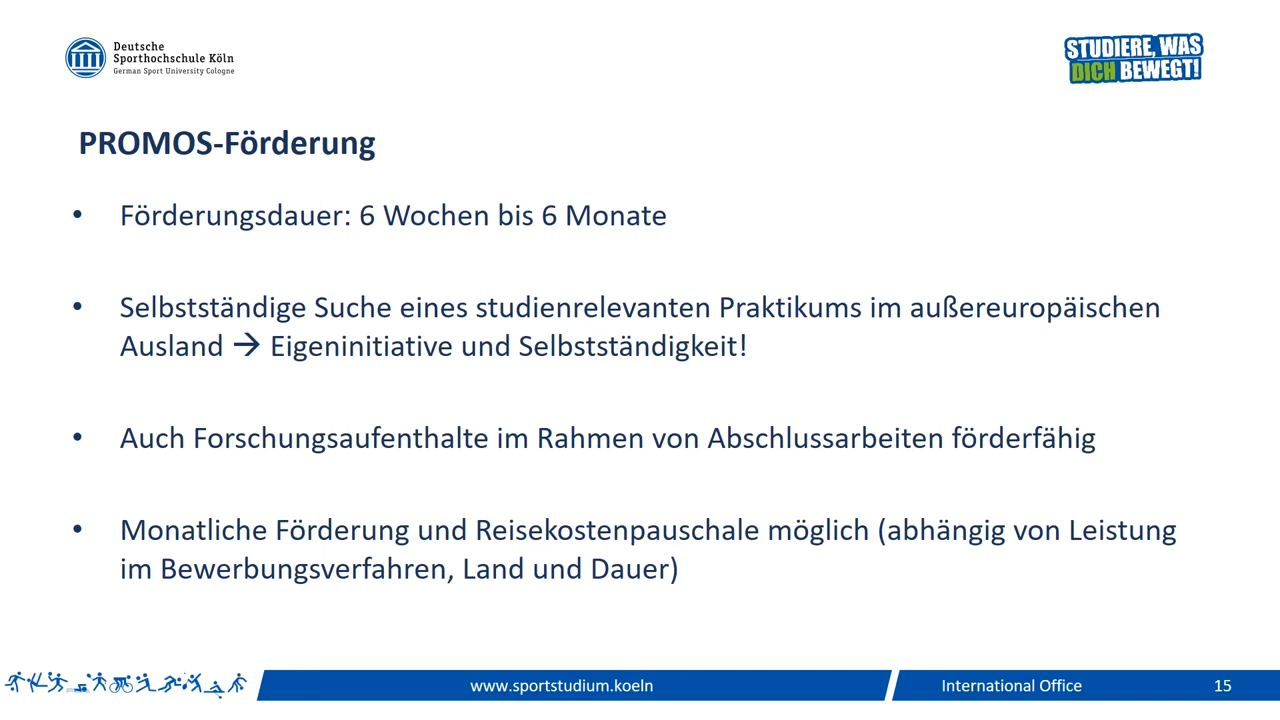 Deutsche
Sporthochschule Köln
German Sport University Cologne
STUDIERE, WAS
DICH BEWEGT!
PROMOS-Förderung
• Förderungsdauer: 6 Wochen bis 6 Monate
• Selbstständige Suche eines studienrelevanten Praktikums im außereuropäischen
Ausland → Eigeninitiative und Selbstständigkeit!
• Auch Forschungsaufenthalte im Rahmen von Abschlussarbeiten förderfähig
• Monatliche Förderung und Reisekostenpauschale möglich (abhängig von Leistung
im Bewerbungsverfahren, Land und Dauer)
www.sportstudium.koeln
International Office
15